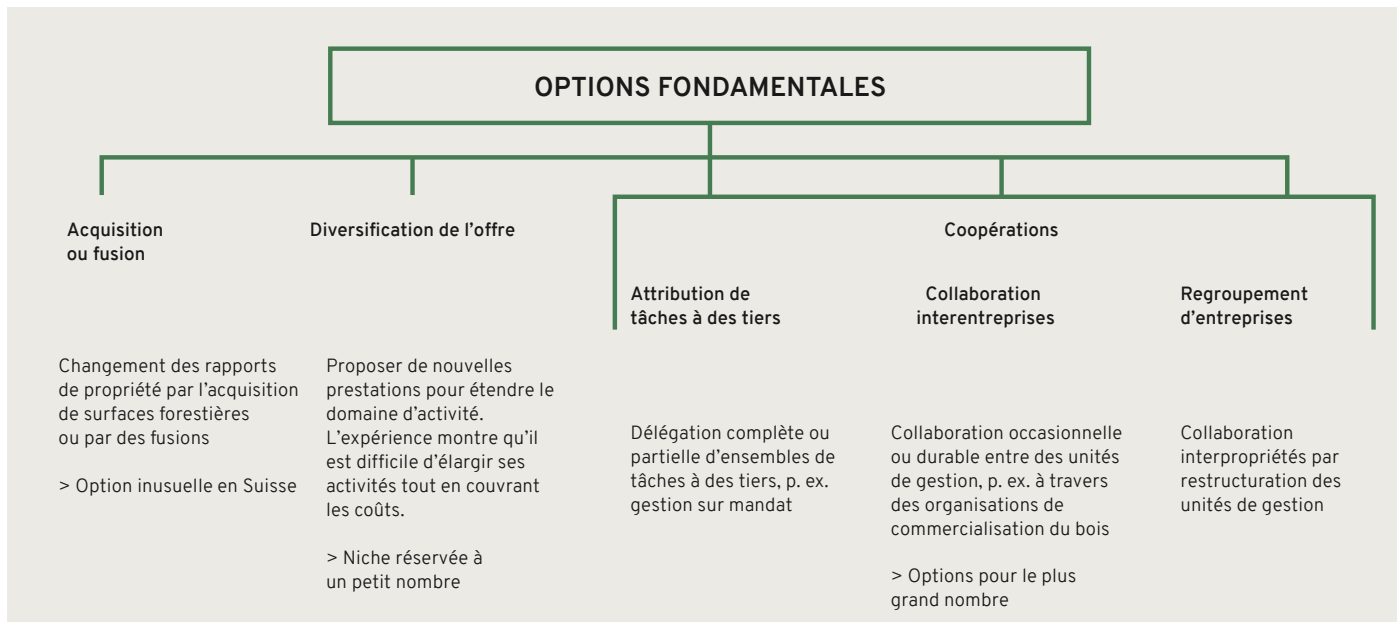 OPTIONS FONDAMENTALES
Acquisition
ou fusion
Changement des rapports
de propriété par l'acquisition
de surfaces forestières
ou par des fusions
> Option inusuelle en Suisse
Diversification de l'offre
Proposer de nouvelles
prestations pour étendre le
domaine d'activité.
L'expérience montre qu'il
est difficile d'élargir ses
activités tout en couvrant
les coûts.
> Niche réservée à
un petit nombre
Coopérations
Attribution de
tâches à des tiers
Délégation complète ou
partielle d'ensembles de
tâches à des tiers, p. ex.
gestion sur mandat
Collaboration
interentreprises
Collaboration occasionnelle
ou durable entre des unités
de gestion, p. ex. à travers
des organisations de
commercialisation du bois
> Options pour le plus
grand nombre
Regroupement
d'entreprises
Collaboration
interpropriétés par
restructuration des
unités de gestion